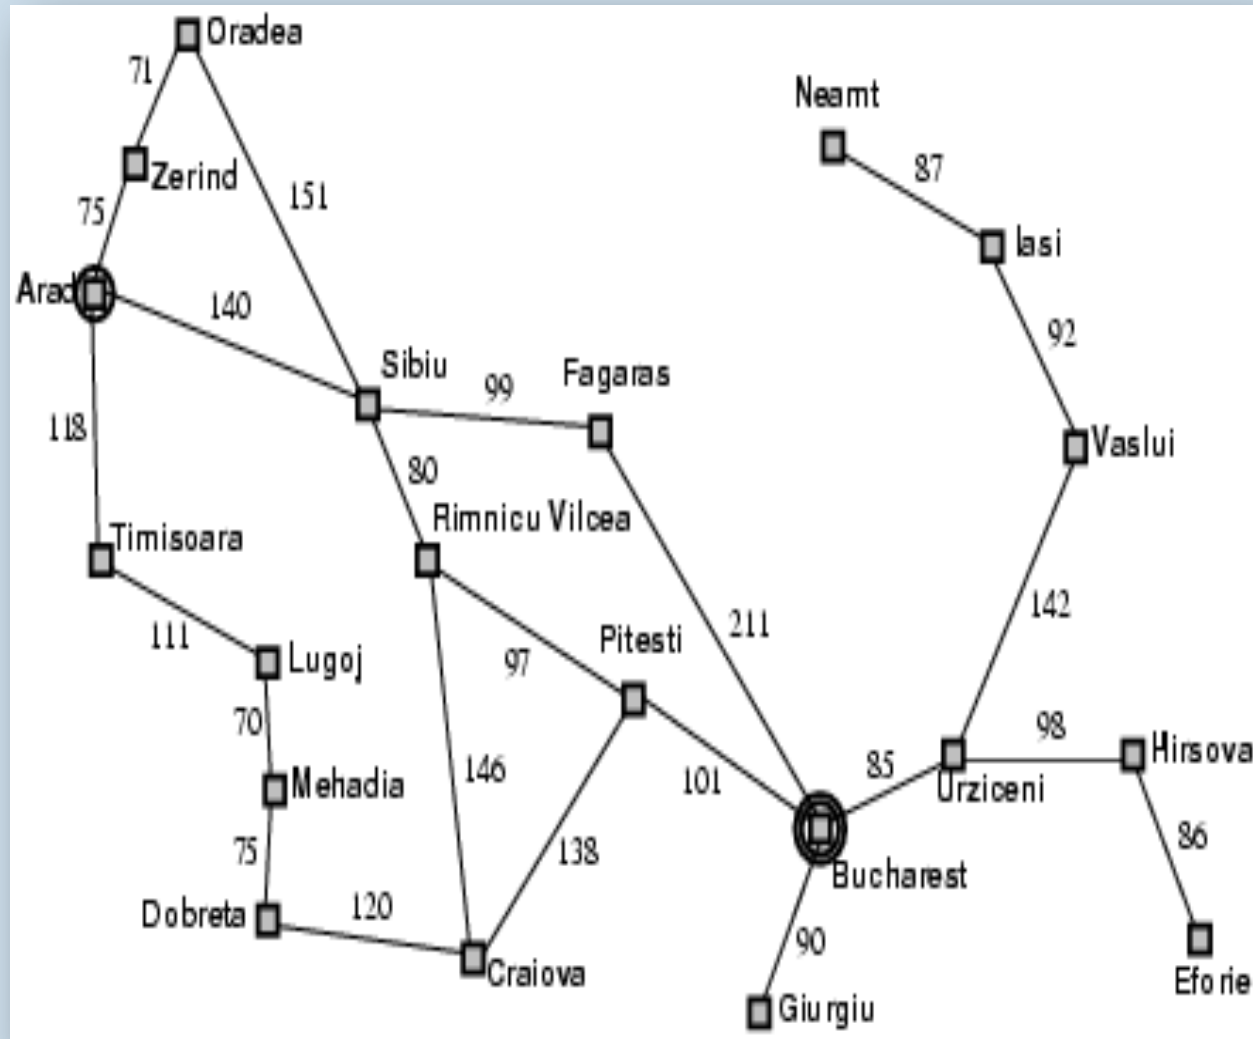 Oradea
71
Neamt
87
Zerind
151
75
Iasi
Arad
140
92
Sibiu
99
Fagaras
118
Vaslui
80
Rimnicu Vilcea
Timisoara
142
111
211
Pitesti
97
Lugoj
70
98
Hirsova
146
101
85
Mehadia
Urziceni
75
138
86
Bucharest
Dobreta
120
90
Craiova
Eforie
Giurgiu